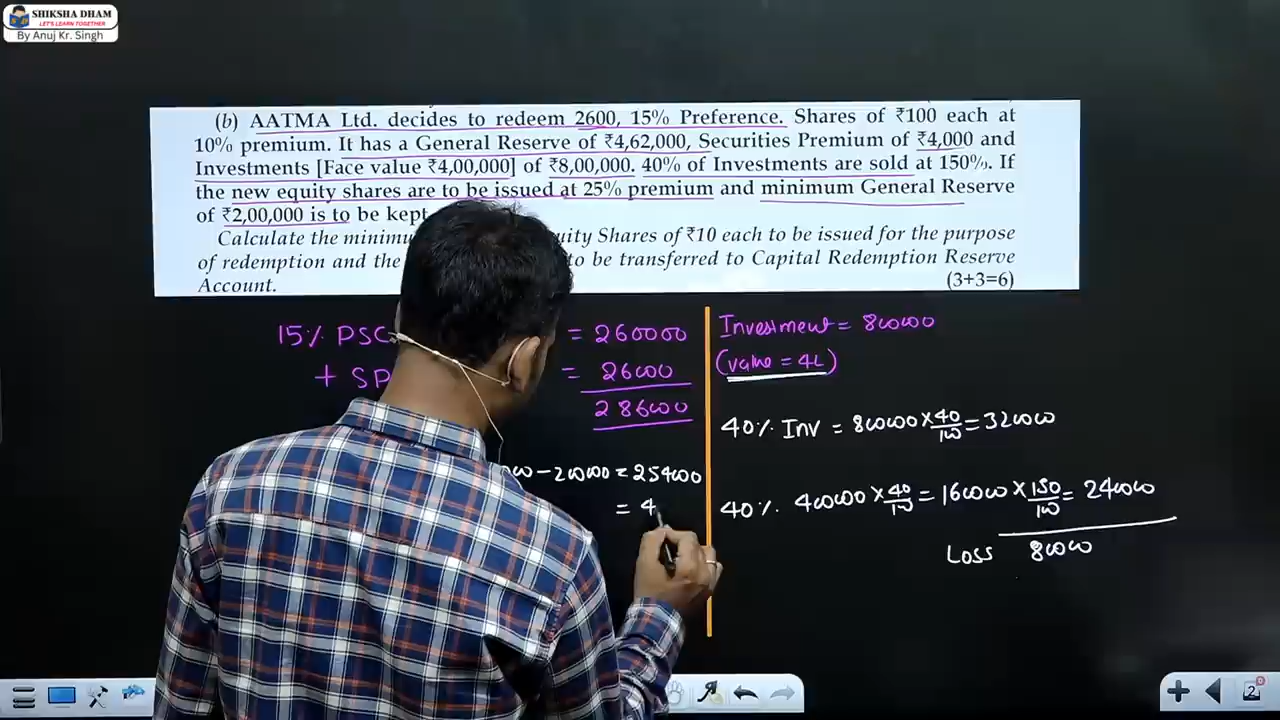 SHIKSHA DHAM
LET'S LEARN TOGETHER
By Anuj Kr. Singh
(b) AATMA Ltd. decides to redeem 2600, 15% Preference. Shares of ₹100 each at
10% premium. It has a General Reserve of ₹4,62,000, Securities Premium of ₹4,000 and
Investments [Face value ₹4,00,000] of ₹8,00,000. 40% of Investments are sold at 150%. If
the new equity shares are to be issued at 25% premium and minimum General Reserve
of ₹2,00,000 is to be kept
Calculate the minimu uity Shares of ₹10 each to be issued for the purpose
of redemption and the to be transferred to Capital Redemption Reserve
Account. (3+3=6)
15% PSC = 260000
+ SP = 26000
286000
- 200000 = 254000
= 4
Investment = 800000
(value = 4L)
40% Inv = 800000 × 40/100 = 320000
40%. 400000 × 40/100 = 160000 × 150/100 = 240000
Loss 80000
2